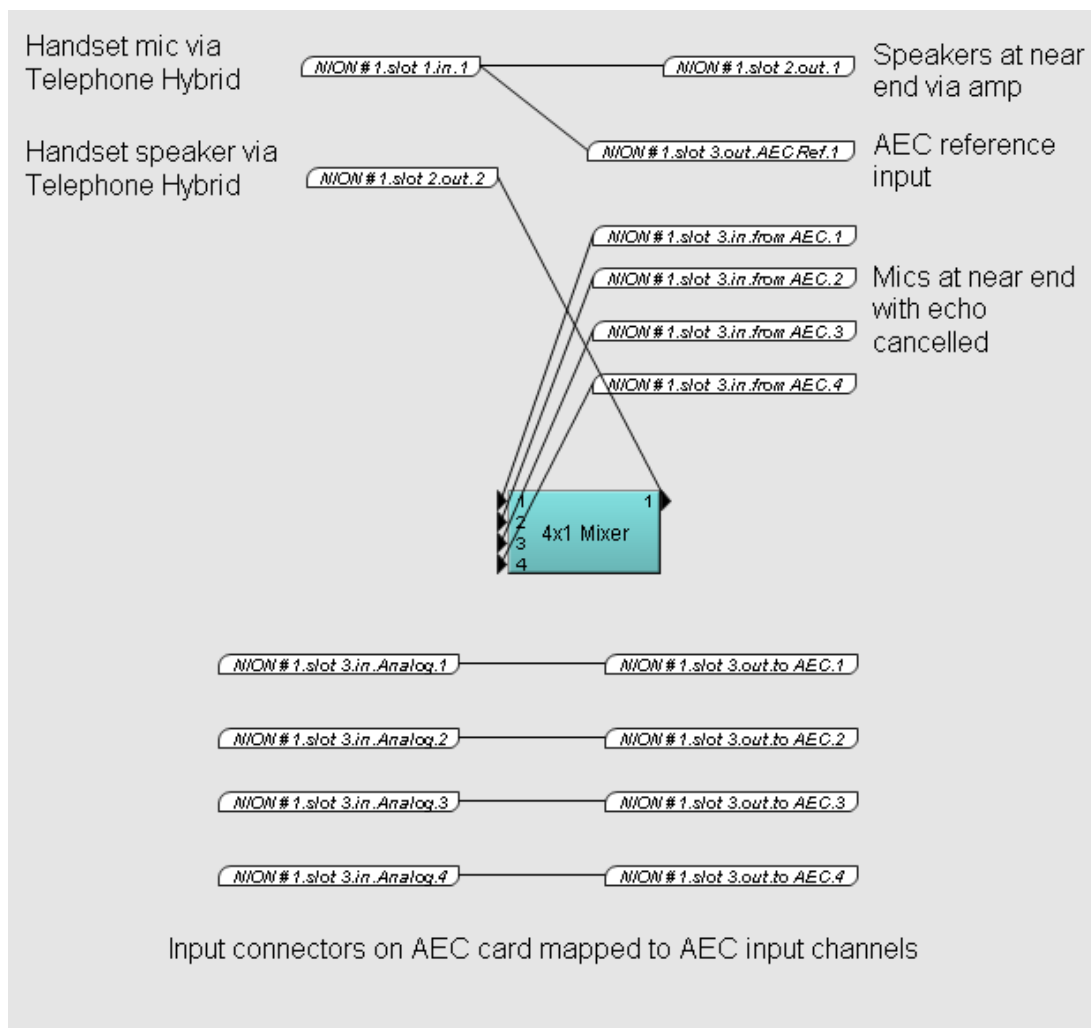 Handset mic via
Telephone Hybrid
NION # 1.slot 1.in.1
NION # 1.slot 2.out.1
Speakers at near
end via amp
Handset speaker via
Telephone Hybrid
NION # 1.slot 2.out.2
NION # 1.slot 3.out.AEC Ref.1
AEC reference
input
NION # 1.slot 3.in.from AEC.1
NION # 1.slot 3.in.from AEC.2
NION # 1.slot 3.in.from AEC.3
NION # 1.slot 3.in.from AEC.4
Mics at near end
with echo
cancelled
1
2
3
4
4x1 Mixer
1
NION # 1.slot 3.in.Analog.1
NION # 1.slot 3.out.to AEC.1
NION # 1.slot 3.in.Analog.2
NION # 1.slot 3.out.to AEC.2
NION # 1.slot 3.in.Analog.3
NION # 1.slot 3.out.to AEC.3
NION # 1.slot 3.in.Analog.4
NION # 1.slot 3.out.to AEC.4
Input connectors on AEC card mapped to AEC input channels